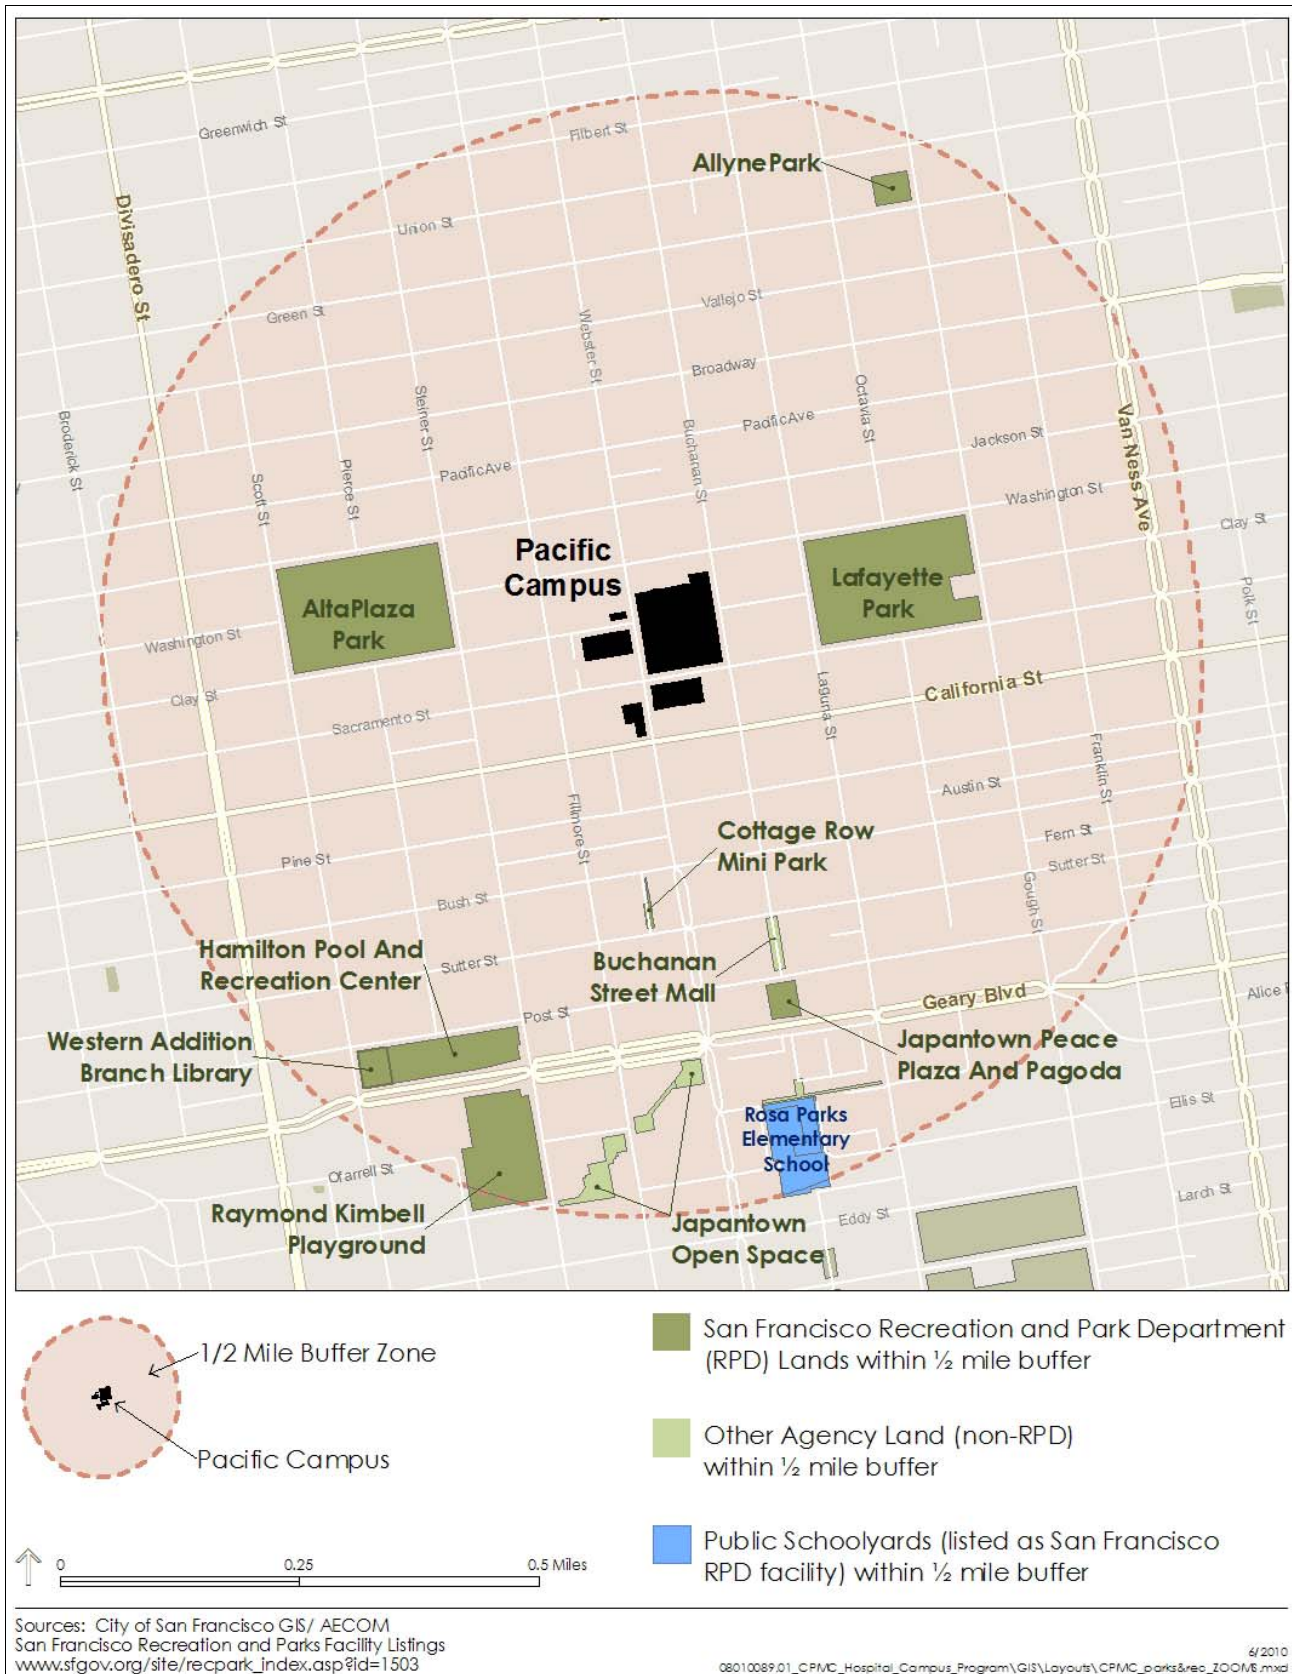 Greenwich St
Filbert St
Allyne Park
Divisadero St
Union St
Vallejo St
Green St
Webster St
Broadway
Steiner St
Octavia St
Pacific Ave
Van Ness Ave
Broderick St
Buchanan St
Jackson St
Pacific Ave
Scott St
Pierce St
Washington St
Clay St
Pacific
Campus
Lafayette
Park
Alta Plaza
Park
Polk St
Washington St
Clay St
Laguna St
California St
Sacramento St
Franklin St
Austin St
Fillmore St
Cottage Row
Mini Park
Fern St
Pine St
Sutter St
Gough St
Bush St
Hamilton Pool And
Recreation Center
Sutter St
Buchanan
Street Mall
Geary Blvd
Alice
Post St
Western Addition
Branch Library
Japantown Peace
Plaza And Pagoda
Ellis St
Rosa Parks
Elementary
School
Ofarrell St
Larch St
Raymond Kimbell
Playground
Eddy St
Japantown
Open Space
1/2 Mile Buffer Zone
Pacific Campus
San Francisco Recreation and Park Department
(RPD) Lands within ½ mile buffer
Other Agency Land (non-RPD)
within ½ mile buffer
Public Schoolyards (listed as San Francisco
RPD facility) within ½ mile buffer
0 0.25 0.5 Miles
Sources: City of San Francisco GIS/ AECOM
San Francisco Recreation and Parks Facility Listings
www.sfgov.org/site/recpark_index.asp?id=1503
6/2010
08010089.01_CPMC_Hospital_Campus_Program\GIS\Layouts\CPMC_parks&rec_ZOOMS.mxd